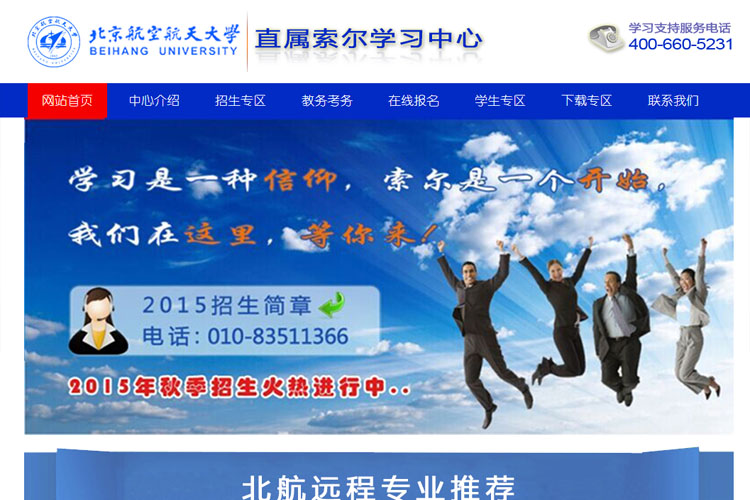 北京航空航天大学
BEIHANG UNIVERSITY
直属索尔学习中心
学习支持服务电话
400-660-5231
网站首页 中心介绍 招生专区 教务考务 在线报名 学生专区 下载专区 联系我们
学习是一种信仰，索尔是一个开始，
我们在这里，等你来！
2015招生简章
电话：010-83511366
2015年秋季招生火热进行中..
北航远程专业推荐